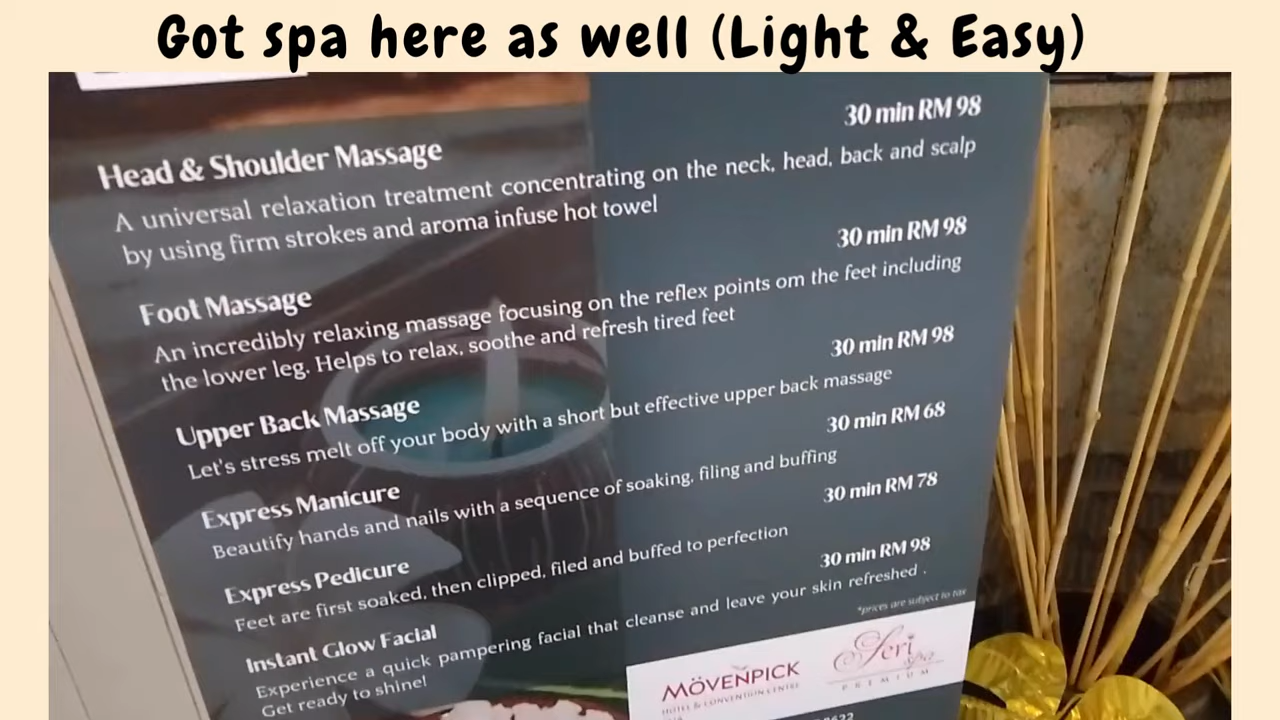 Got spa here as well (Light & Easy)
30 min RM 98
Head & Shoulder Massage
A universal relaxation treatment concentrating on the neck, head, back and scalp
by using firm strokes and aroma infuse hot towel
30 min RM 98
Foot Massage
An incredibly relaxing massage focusing on the reflex points om the feet including
the lower leg. Helps to relax, soothe and refresh tired feet
30 min RM 98
Upper Back Massage
Let's stress melt off your body with a short but effective upper back massage
30 min RM 68
Express Manicure
Beautify hands and nails with a sequence of soaking, filing and buffing
30 min RM 78
Express Pedicure
Feet are first soaked, then clipped, filed and buffed to perfection
30 min RM 98
Instant Glow Facial
Experience a quick pampering facial that cleanse and leave your skin refreshed .
Get ready to shine!
*prices are subject to tax
MÖVENPICK
HOTEL & CONVENTION CENTRE
Seri
spa
PREMIUM